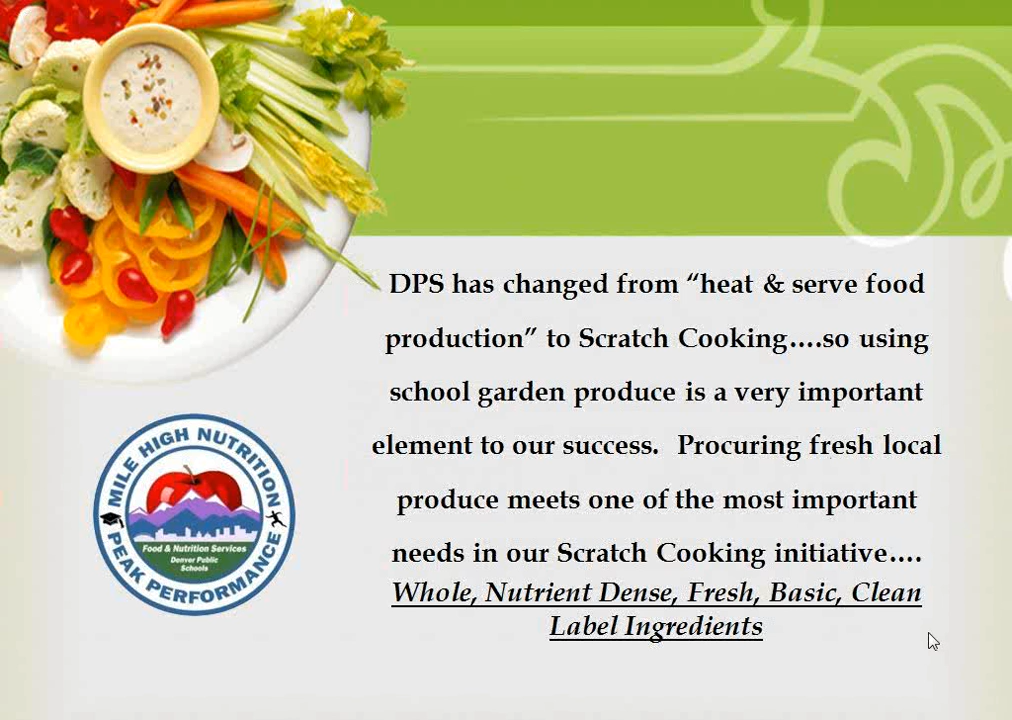 DPS has changed from “heat & serve food
production” to Scratch Cooking….so using
school garden produce is a very important
element to our success.  Procuring fresh local
produce meets one of the most important
needs in our Scratch Cooking initiative….
Whole, Nutrient Dense, Fresh, Basic, Clean
Label Ingredients
MILE HIGH NUTRITION
Food & Nutrition Services
Denver Public
Schools
PEAK PERFORMANCE